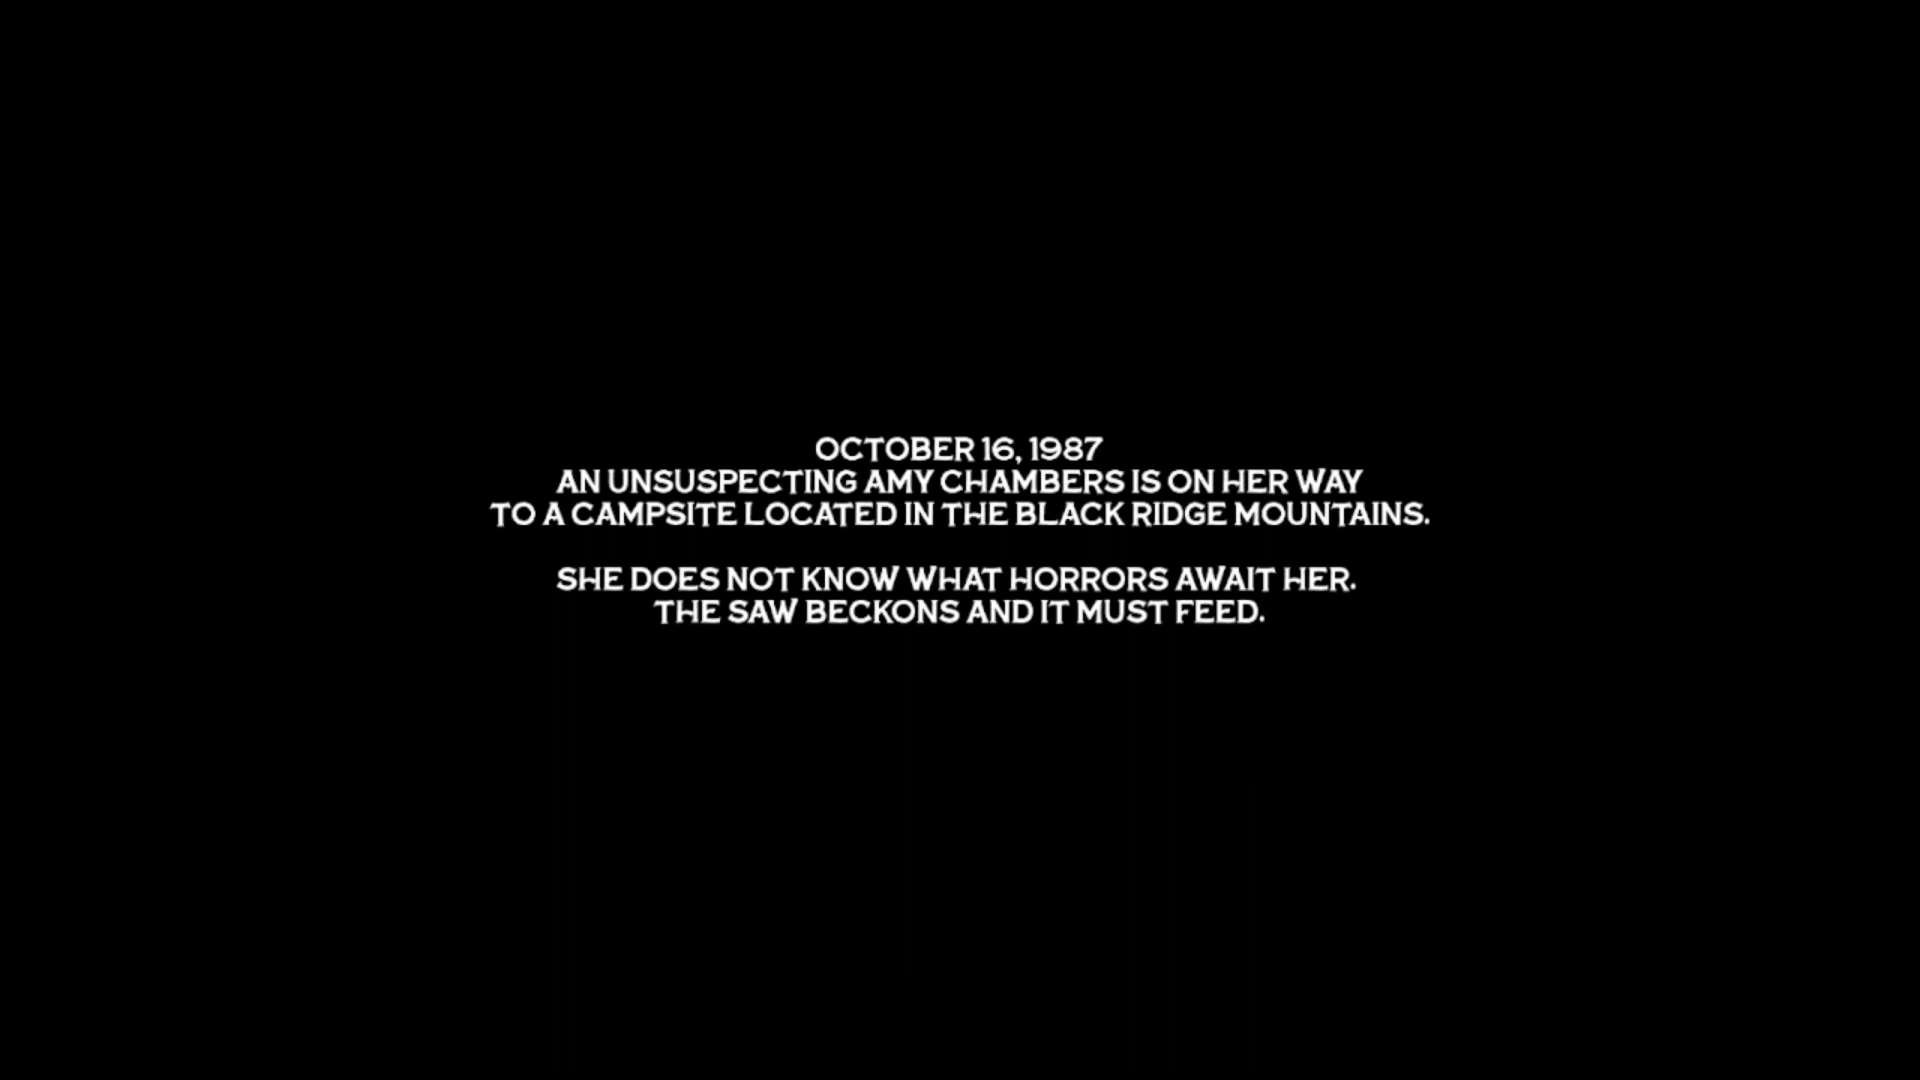 OCTOBER 16, 1987
AN UNSUSPECTING AMY CHAMBERS IS ON HER WAY
TO A CAMPSITE LOCATED IN THE BLACK RIDGE MOUNTAINS.
SHE DOES NOT KNOW WHAT HORRORS AWAIT HER.
THE SAW BECKONS AND IT MUST FEED.